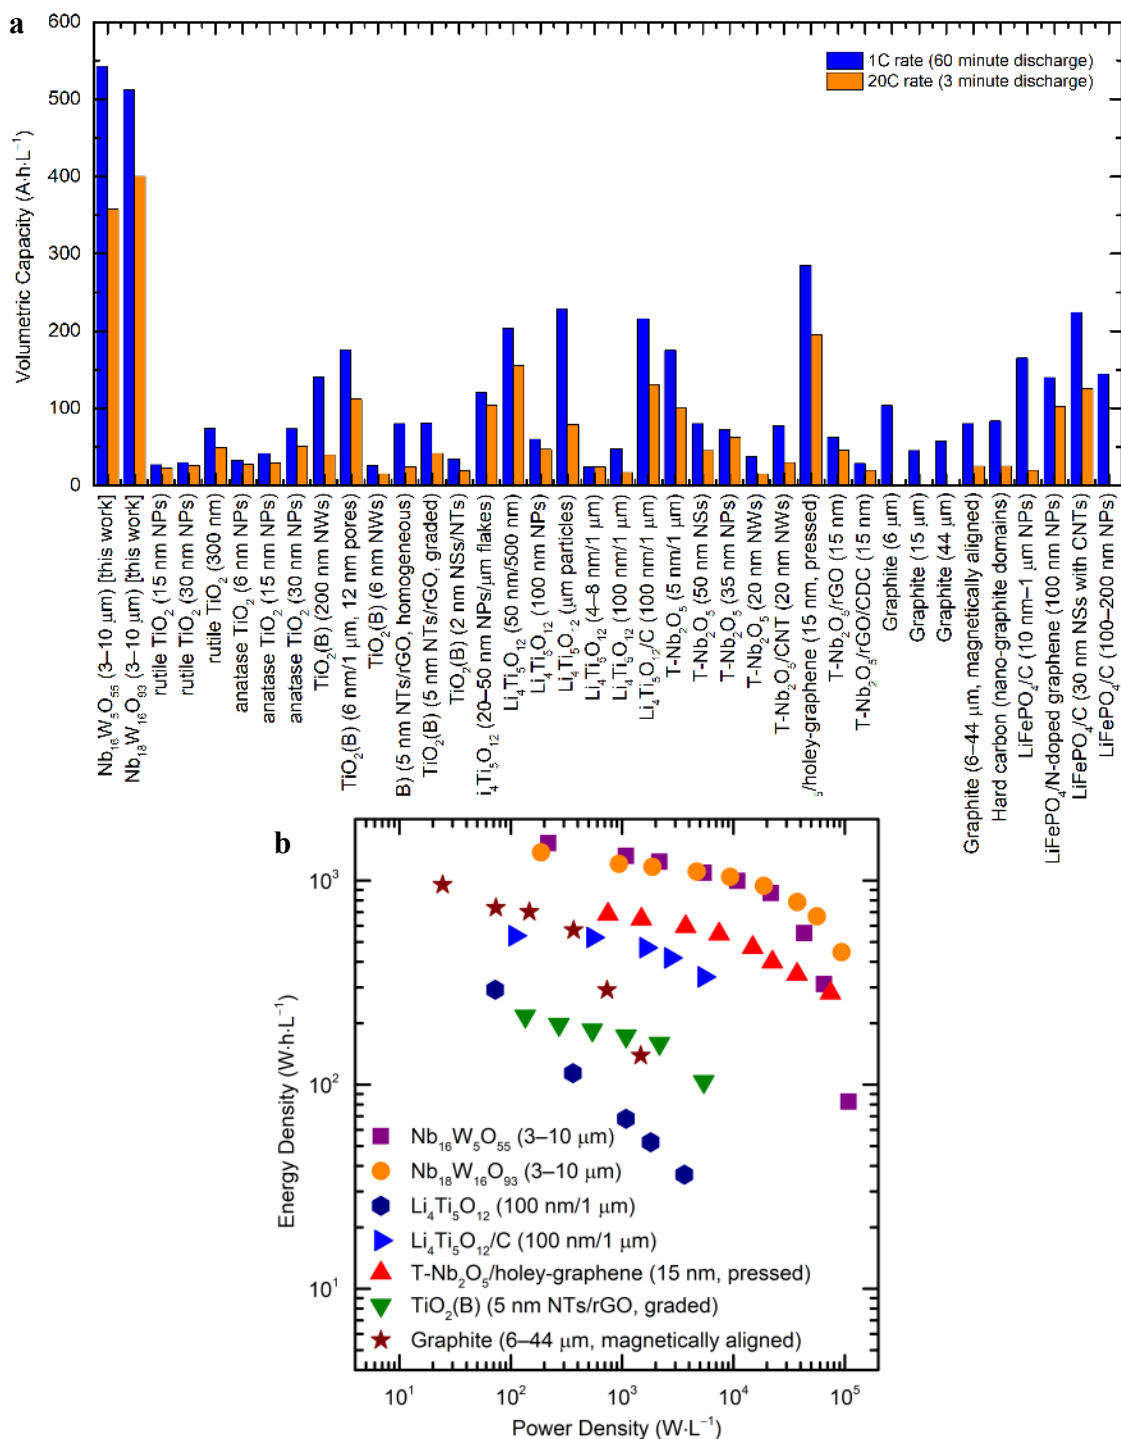 a
600
500
400
300
200
100
0
Volumetric Capacity (A·h·L⁻¹)
1C rate (60 minute discharge)
20C rate (3 minute discharge)
Nb₁₆W₅O₅₅ (3–10 μm) [this work]
Nb₁₈W₁₆O₉₃ (3–10 μm) [this work]
rutile TiO₂ (15 nm NPs)
rutile TiO₂ (30 nm NPs)
rutile TiO₂ (300 nm)
anatase TiO₂ (6 nm NPs)
anatase TiO₂ (15 nm NPs)
anatase TiO₂ (30 nm NPs)
TiO₂(B) (200 nm NWs)
TiO₂(B) (6 nm/1 μm, 12 nm pores)
TiO₂(B) (6 nm NWs)
B) (5 nm NTs/rGO, homogeneous)
TiO₂(B) (5 nm NTs/rGO, graded)
TiO₂(B) (2 nm NSs/NTs)
i₄Ti₅O₁₂ (20–50 nm NPs/μm flakes)
Li₄Ti₅O₁₂ (50 nm/500 nm)
Li₄Ti₅O₁₂ (100 nm NPs)
Li₄Ti₅O₁₂ (μm particles)
Li₄Ti₅O₁₂ (4–8 nm/1 μm)
Li₄Ti₅O₁₂ (100 nm/1 μm)
Li₄Ti₅O₁₂/C (100 nm/1 μm)
T-Nb₂O₅ (5 nm/1 μm)
T-Nb₂O₅ (50 nm NSs)
T-Nb₂O₅ (35 nm NPs)
T-Nb₂O₅ (20 nm NWs)
T-Nb₂O₅/CNT (20 nm NWs)
₅/holey-graphene (15 nm, pressed)
T-Nb₂O₅/rGO (15 nm)
T-Nb₂O₅/rGO/CDC (15 nm)
Graphite (6 μm)
Graphite (15 μm)
Graphite (44 μm)
Graphite (6–44 μm, magnetically aligned)
Hard carbon (nano-graphite domains)
LiFePO₄/C (10 nm–1 μm NPs)
LiFePO₄/N-doped graphene (100 nm NPs)
LiFePO₄/C (30 nm NSs with CNTs)
LiFePO₄/C (100–200 nm NPs)
b
10³
10²
10¹
Energy Density (W·h·L⁻¹)
Nb₁₆W₅O₅₅ (3–10 μm)
Nb₁₈W₁₆O₉₃ (3–10 μm)
Li₄Ti₅O₁₂ (100 nm/1 μm)
Li₄Ti₅O₁₂/C (100 nm/1 μm)
T-Nb₂O₅/holey-graphene (15 nm, pressed)
TiO₂(B) (5 nm NTs/rGO, graded)
Graphite (6–44 μm, magnetically aligned)
10¹ 10² 10³ 10⁴ 10⁵
Power Density (W·L⁻¹)